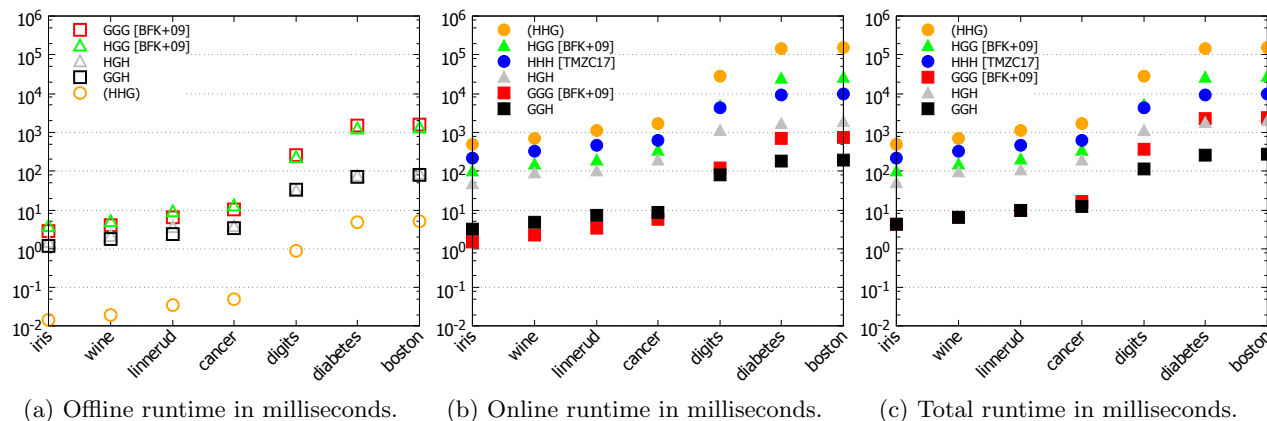 10^6
10^5
10^4
10^3
10^2
10^1
10^0
10^-1
10^-2
GGG [BFK+09]
HGG [BFK+09]
HGH
GGH
(HHG)
iris
wine
linnerud
cancer
digits
diabetes
boston
(a) Offline runtime in milliseconds.
10^6
10^5
10^4
10^3
10^2
10^1
10^0
10^-1
10^-2
(HHG)
HGG [BFK+09]
HHH [TMZC17]
HGH
GGG [BFK+09]
GGH
iris
wine
linnerud
cancer
digits
diabetes
boston
(b) Online runtime in milliseconds.
10^6
10^5
10^4
10^3
10^2
10^1
10^0
10^-1
10^-2
(HHG)
HGG [BFK+09]
HHH [TMZC17]
GGG [BFK+09]
HGH
GGH
iris
wine
linnerud
cancer
digits
diabetes
boston
(c) Total runtime in milliseconds.